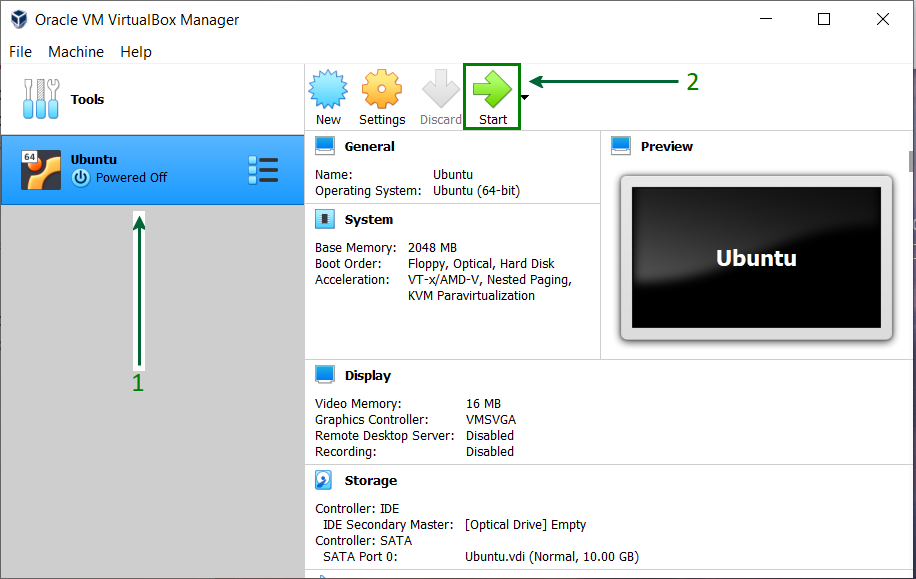 Oracle VM VirtualBox Manager
File Machine Help
Tools
New Settings Discard Start
2
64
Ubuntu
Powered Off
1
General
Name: Ubuntu
Operating System: Ubuntu (64-bit)
Preview
Ubuntu
System
Base Memory: 2048 MB
Boot Order: Floppy, Optical, Hard Disk
Acceleration: VT-x/AMD-V, Nested Paging,
KVM Paravirtualization
Display
Video Memory: 16 MB
Graphics Controller: VMSVGA
Remote Desktop Server: Disabled
Recording: Disabled
Storage
Controller: IDE
IDE Secondary Master: [Optical Drive] Empty
Controller: SATA
SATA Port 0: Ubuntu.vdi (Normal, 10.00 GB)